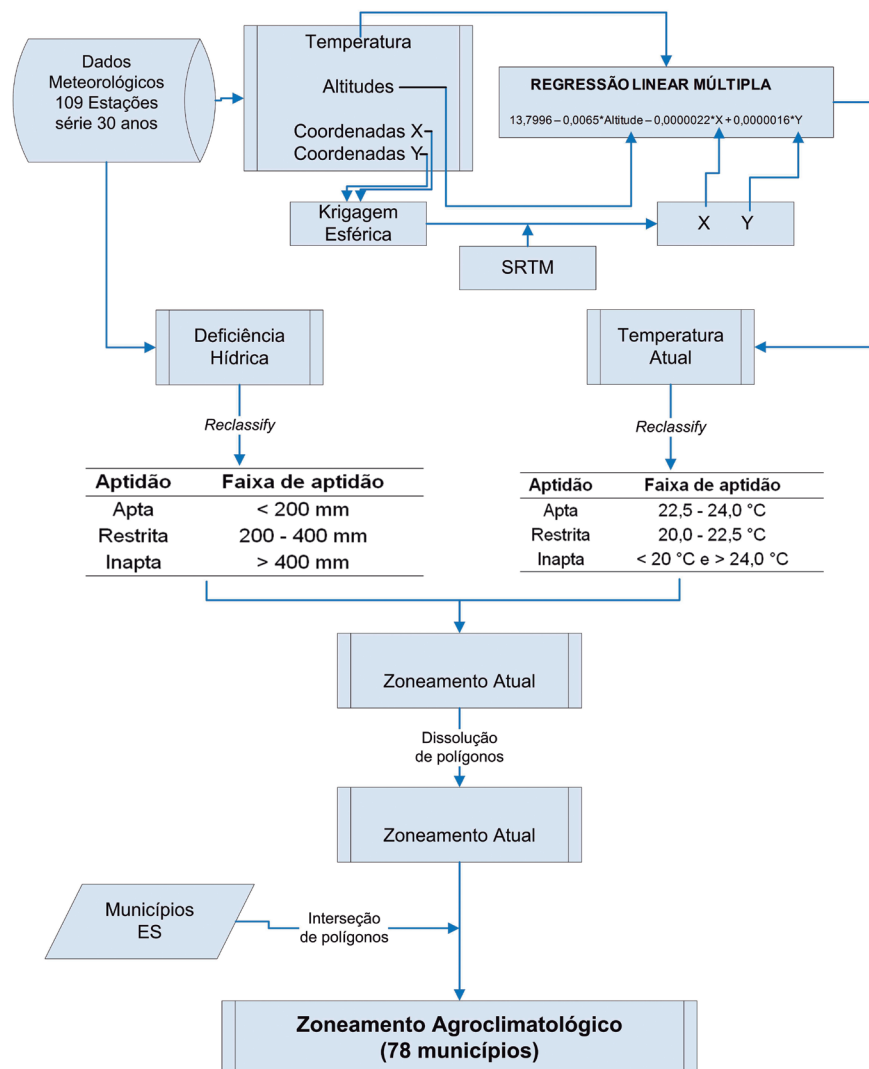 Dados
Meteorológicos
109 Estações
série 30 anos
Temperatura
Altitudes
Coordenadas X
Coordenadas Y
REGRESSÃO LINEAR MÚLTIPLA
13,7996 – 0,0065*Altitude – 0,0000022*X + 0,0000016*Y
Krigagem
Esférica
SRTM
X Y
Deficiência
Hídrica
Temperatura
Atual
Reclassify
Reclassify
Aptidão Faixa de aptidão
Apta < 200 mm
Restrita 200 - 400 mm
Inapta > 400 mm
Aptidão Faixa de aptidão
Apta 22,5 - 24,0 °C
Restrita 20,0 - 22,5 °C
Inapta < 20 °C e > 24,0 °C
Zoneamento Atual
Dissolução
de polígonos
Zoneamento Atual
Municípios
ES
Interseção
de polígonos
Zoneamento Agroclimatológico
(78 municípios)